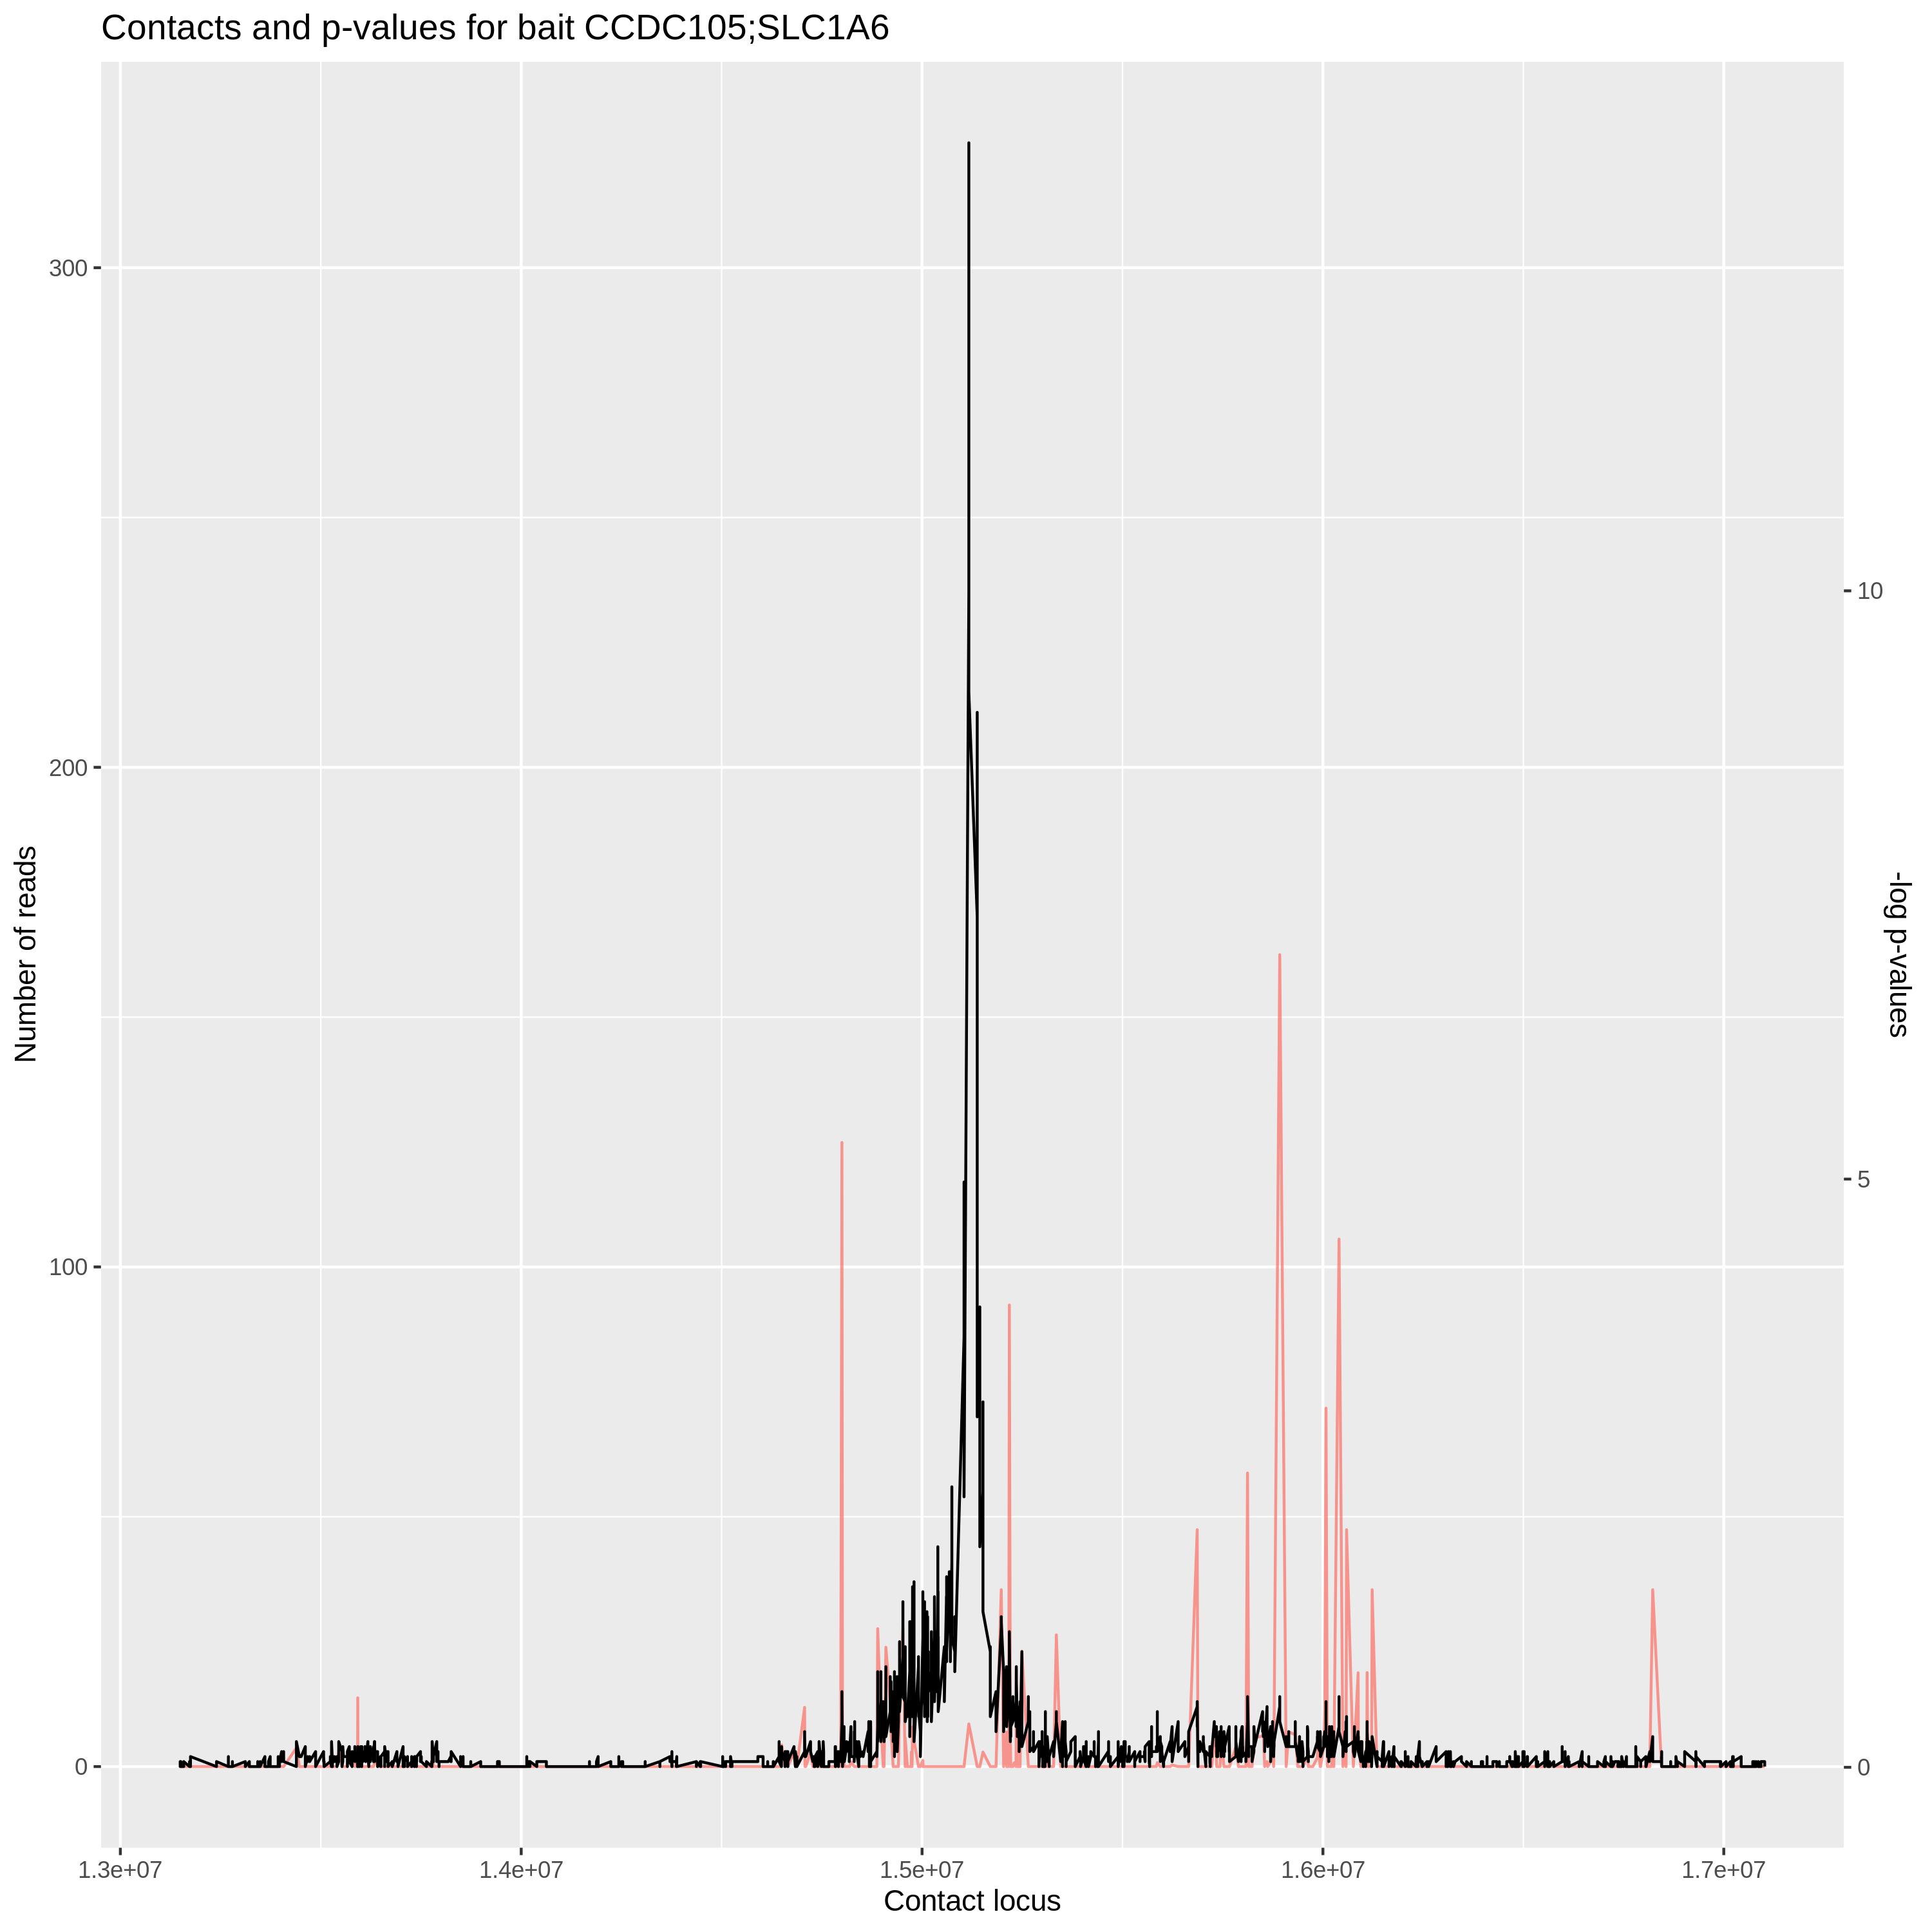 Contacts and p-values for bait CCDC105;SLC1A6
300
200
100
0
Number of reads
10
5
0
-log p-values
1.3e+07
1.4e+07
1.5e+07
1.6e+07
1.7e+07
Contact locus